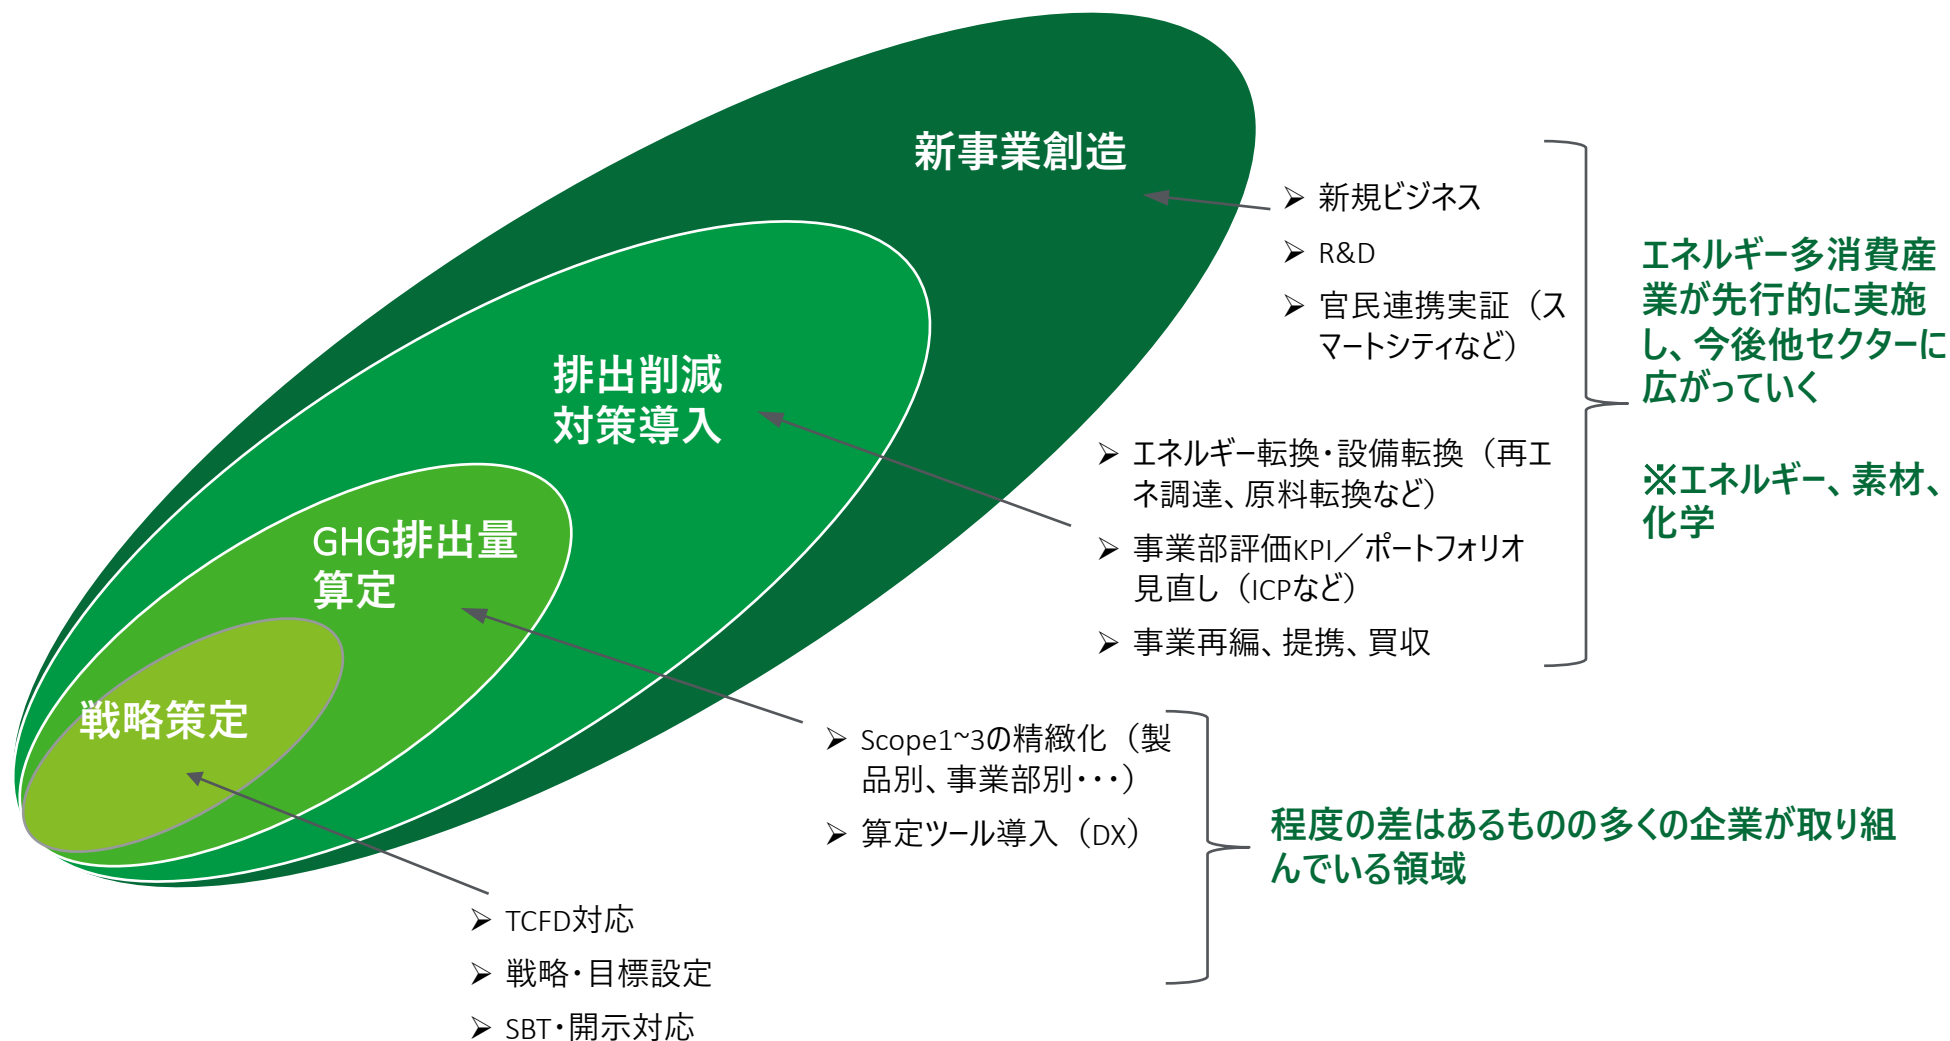 新事業創造
➢ 新規ビジネス
➢ R&D
➢ 官民連携実証（ス
マートシティなど）
エネルギー多消費産
業が先行的に実施
し、今後他セクターに
広がっていく
※エネルギー、素材、
化学
排出削減
対策導入
➢ エネルギー転換・設備転換（再エ
ネ調達、原料転換など）
➢ 事業部評価KPI／ポートフォリオ
見直し（ICPなど）
➢ 事業再編、提携、買収
GHG排出量
算定
➢ Scope1~3の精緻化（製
品別、事業部別・・・）
➢ 算定ツール導入（DX）
程度の差はあるものの多くの企業が取り組
んでいる領域
戦略策定
➢ TCFD対応
➢ 戦略・目標設定
➢ SBT・開示対応